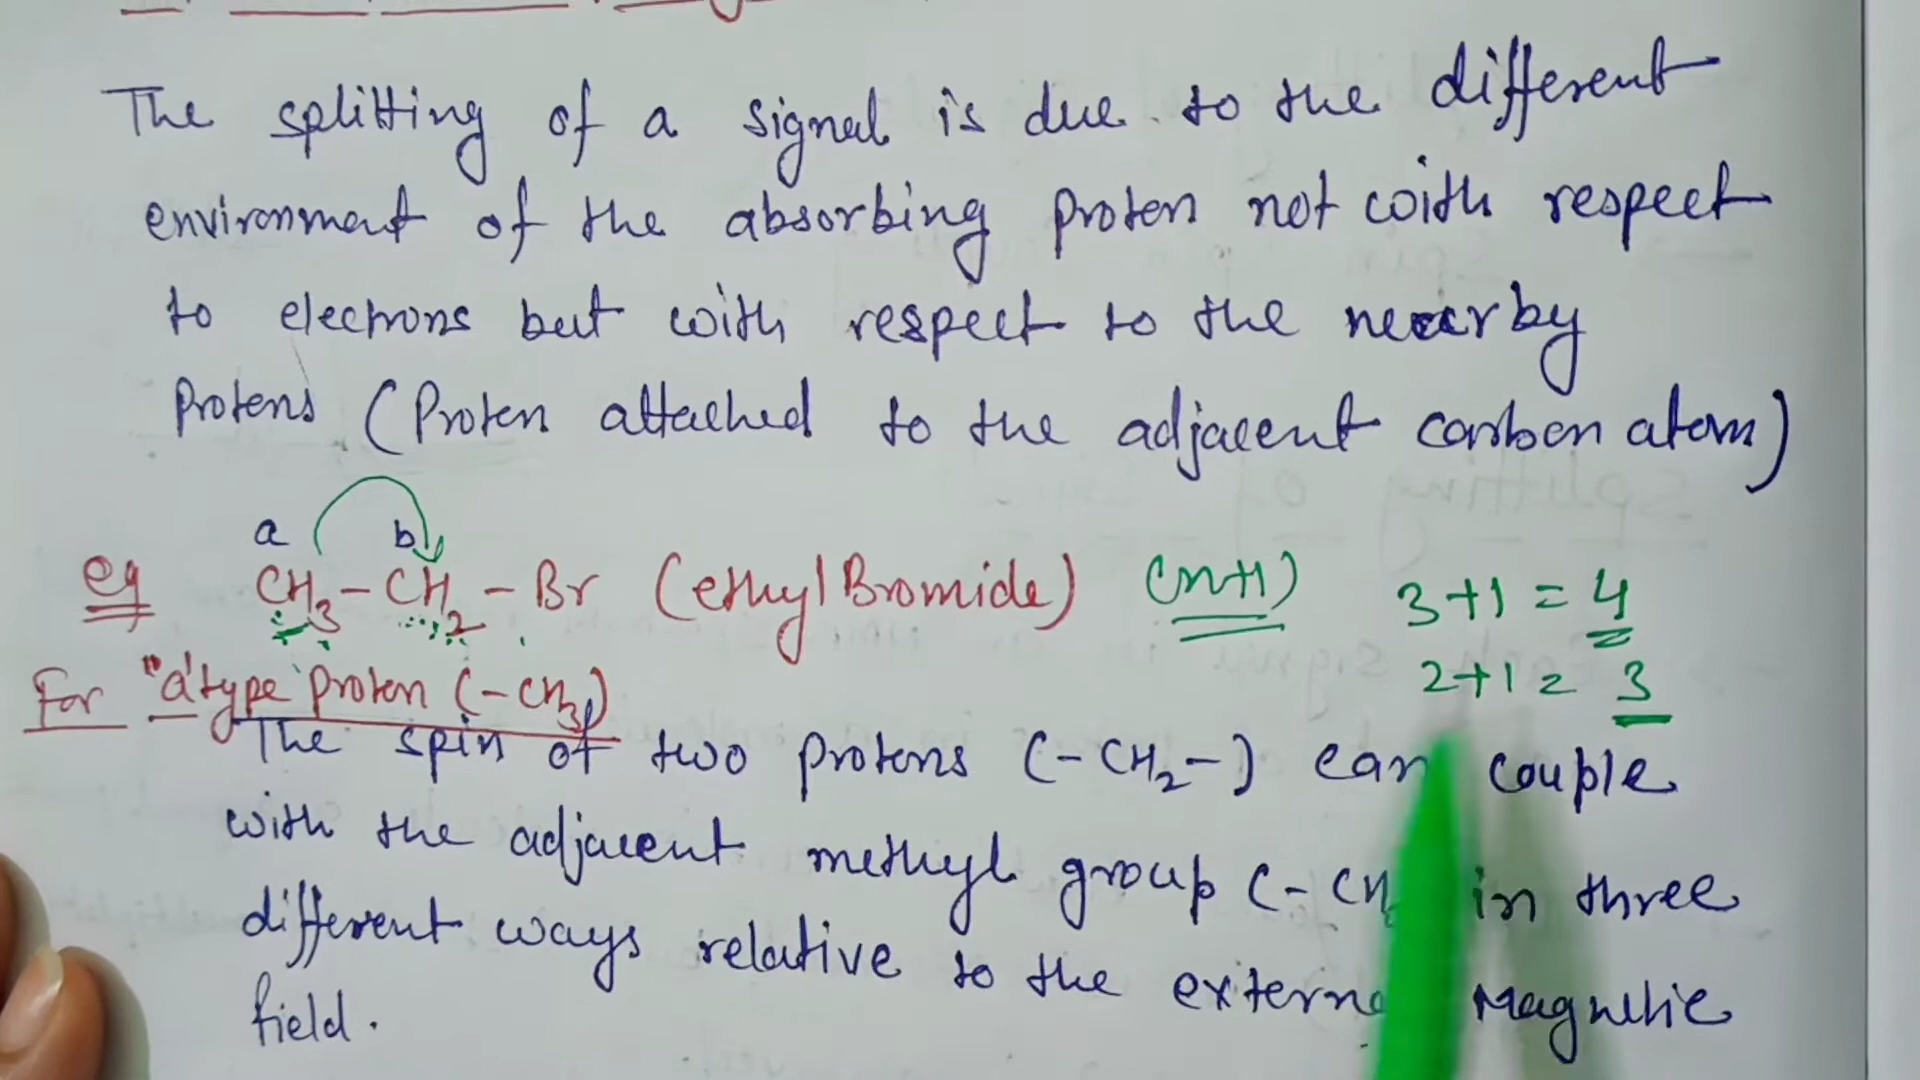 The splitting of a signal is due to the different
environment of the absorbing proton not with respect
to electrons but with respect to the nearby
Protons (Proton attached to the adjacent carbon atom)
a b
eg CH3-CH2-Br (ethyl Bromide) (n+1) 3+1=4
2+1=3
For "a" type proton (-CH3)
The spin of two protons (-CH2-) can couple
with the adjacent methyl group (-CH in three
different ways relative to the extern Magnetic
field.